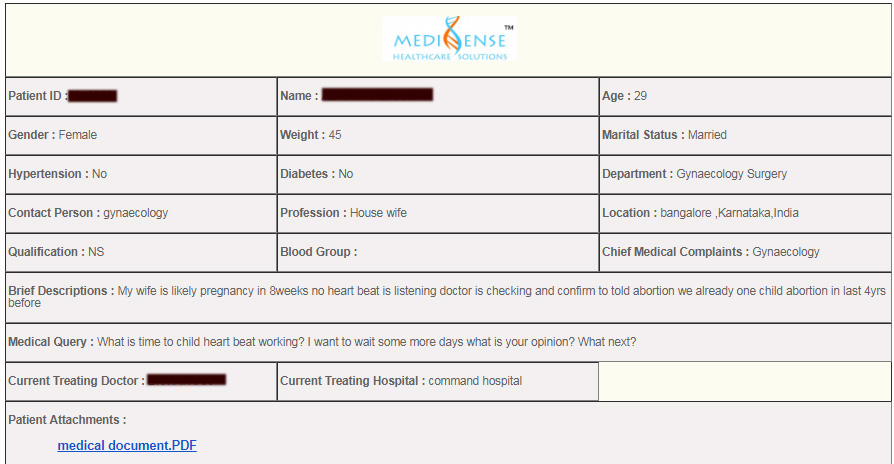 MEDISENSE™
HEALTHCARE SOLUTIONS
Patient ID :
Name :
Age : 29
Gender : Female
Weight : 45
Marital Status : Married
Hypertension : No
Diabetes : No
Department : Gynaecology Surgery
Contact Person : gynaecology
Profession : House wife
Location : bangalore ,Karnataka,India
Qualification : NS
Blood Group :
Chief Medical Complaints : Gynaecology
Brief Descriptions : My wife is likely pregnancy in 8weeks no heart beat is listening doctor is checking and confirm to told abortion we already one child abortion in last 4yrs
before
Medical Query : What is time to child heart beat working? I want to wait some more days what is your opinion? What next?
Current Treating Doctor :
Current Treating Hospital : command hospital
Patient Attachments :
medical document.PDF